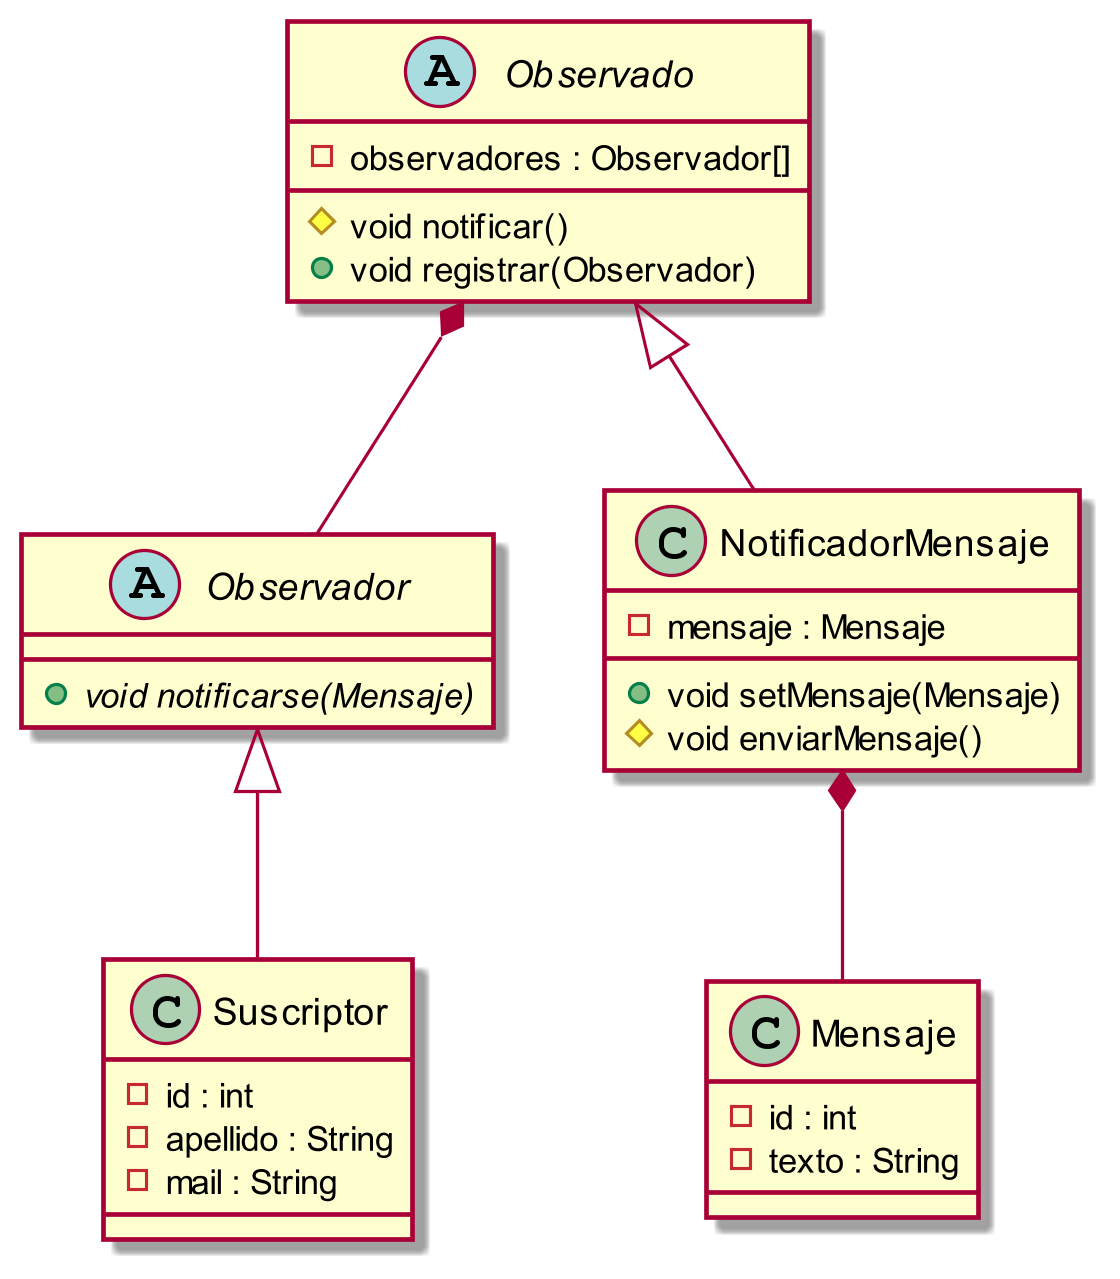 A Observado
observadores : Observador[]
void notificar()
void registrar(Observador)
A Observador
void notificarse(Mensaje)
C NotificadorMensaje
mensaje : Mensaje
void setMensaje(Mensaje)
void enviarMensaje()
C Suscriptor
id : int
apellido : String
mail : String
C Mensaje
id : int
texto : String